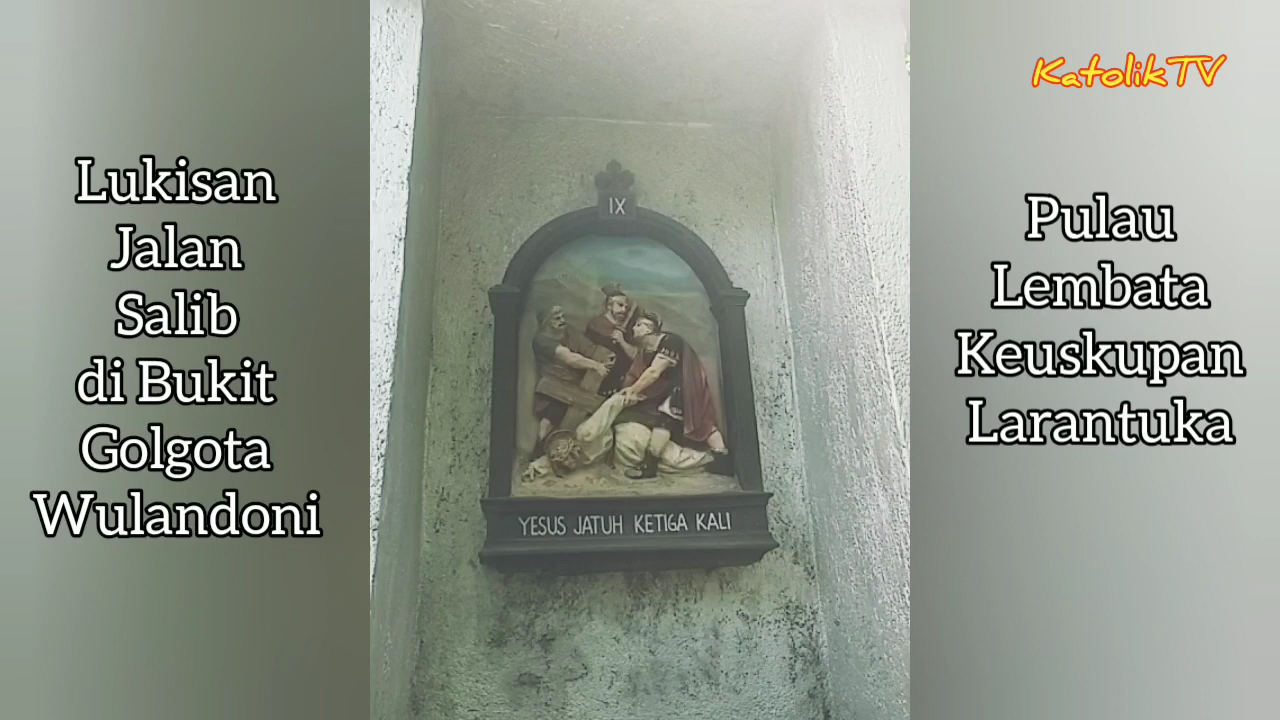 Lukisan
Jalan
Salib
di Bukit
Golgota
Wulandoni
IX
YESUS JATUH KETIGA KALI
KatolikTV
Pulau
Lembata
Keuskupan
Larantuka